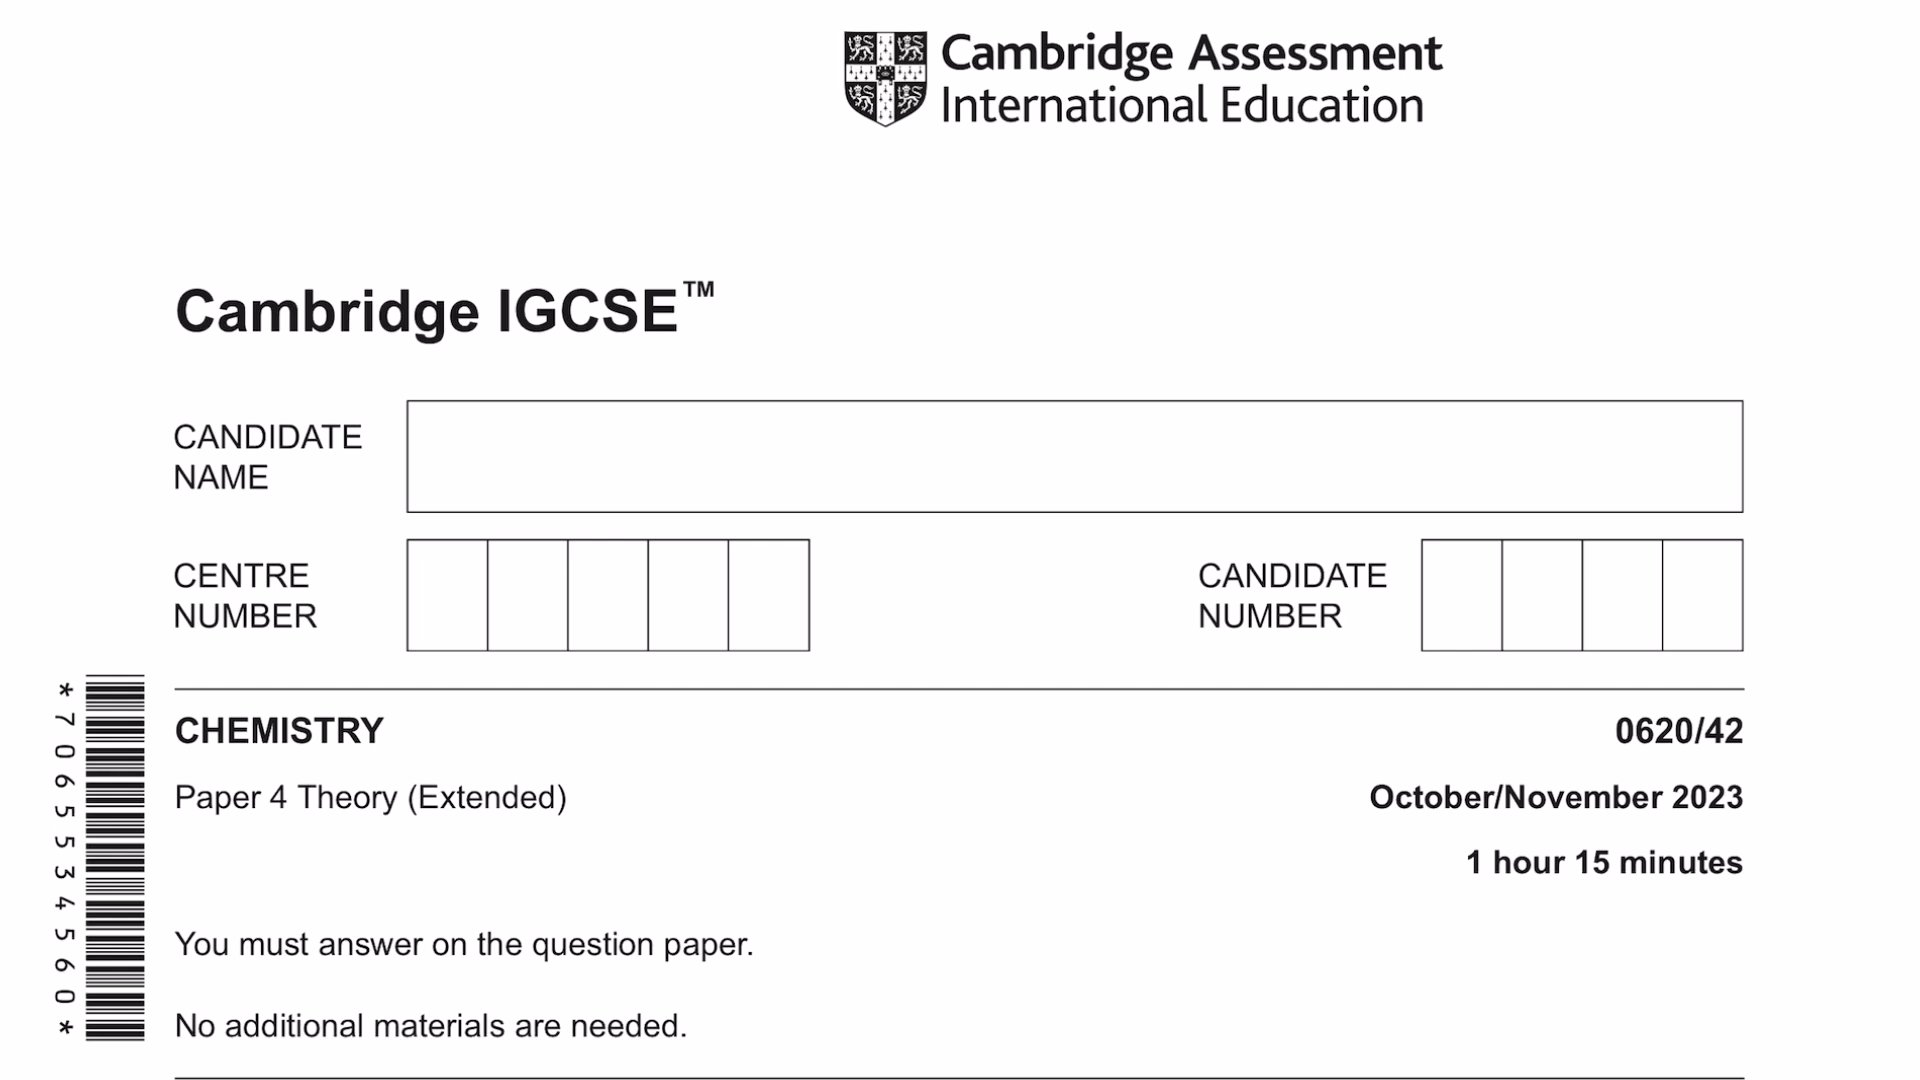 Cambridge Assessment
International Education
Cambridge IGCSE™
CANDIDATE
NAME
CENTRE
NUMBER
CANDIDATE
NUMBER
*7065534560*
CHEMISTRY 0620/42
Paper 4 Theory (Extended) October/November 2023
1 hour 15 minutes
You must answer on the question paper.
No additional materials are needed.